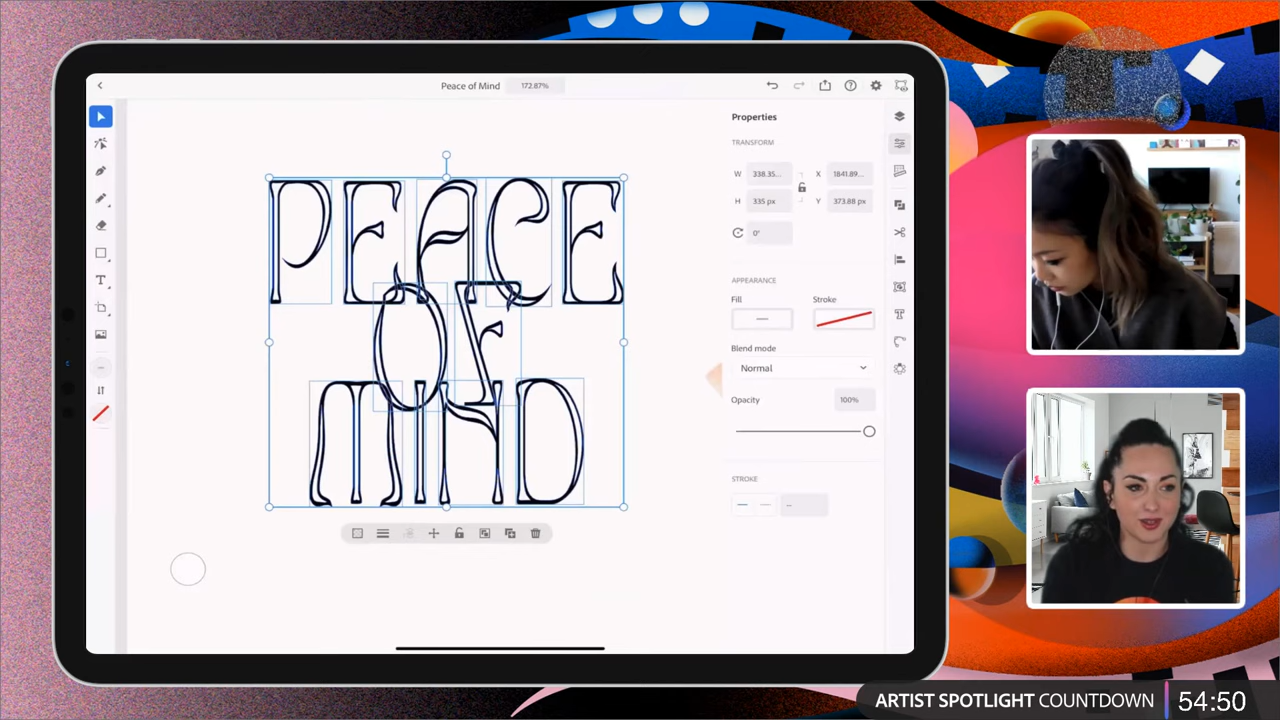 Peace of Mind 172.87%
Properties
TRANSFORM
W 338.35... X 1841.89...
H 335 px Y 373.88 px
0°
APPEARANCE
Fill Stroke
Blend mode
Normal
Opacity 100%
STROKE
PEACE
OF
MIND
ARTIST SPOTLIGHT COUNTDOWN 54:50